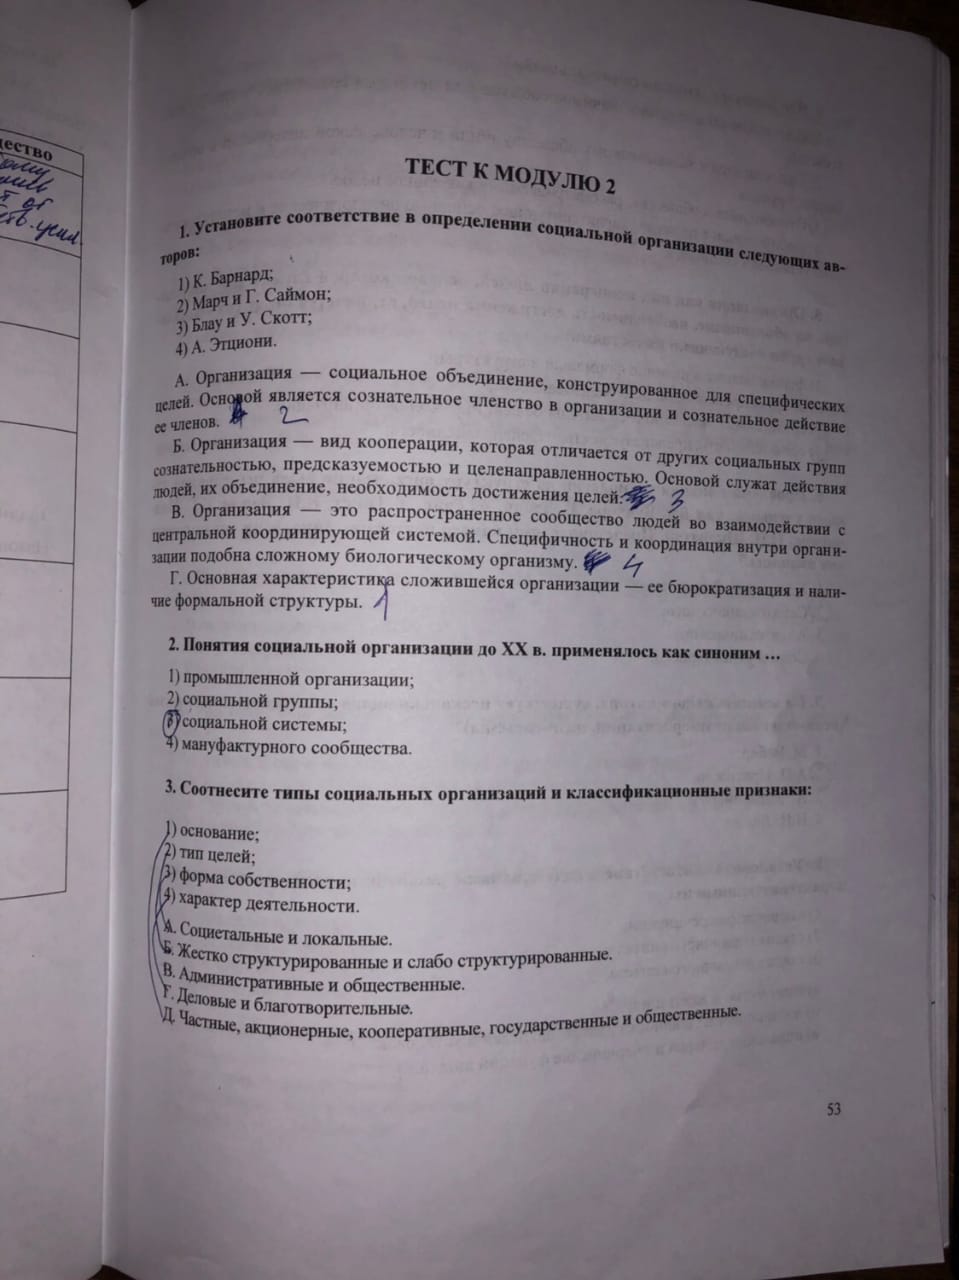 ество
ТЕСТ К МОДУЛЮ 2
1. Установите соответствие в определении социальной организации следующих ав-
торов:
1) К. Барнард;
2) Марч и Г. Саймон;
3) Блау и У. Скотт;
4) А. Этциони.
А. Организация — социальное объединение, конструированное для специфических
целей. Основой является сознательное членство в организации и сознательное действие
ее членов. 2
Б. Организация — вид кооперации, которая отличается от других социальных групп
сознательностью, предсказуемостью и целенаправленностью. Основой служат действия
людей, их объединение, необходимость достижения целей. 3
В. Организация — это распространенное сообщество людей во взаимодействии с
центральной координирующей системой. Специфичность и координация внутри органи-
зации подобна сложному биологическому организму. 4
Г. Основная характеристика сложившейся организации — ее бюрократизация и нали-
чие формальной структуры. 1
2. Понятия социальной организации до XX в. применялось как синоним ...
1) промышленной организации;
2) социальной группы;
3) социальной системы;
4) мануфактурного сообщества.
3. Соотнесите типы социальных организаций и классификационные признаки:
1) основание;
2) тип целей;
3) форма собственности;
4) характер деятельности.
А. Социетальные и локальные.
Б. Жестко структурированные и слабо структурированные.
В. Административные и общественные.
Г. Деловые и благотворительные.
Д. Частные, акционерные, кооперативные, государственные и общественные.
53